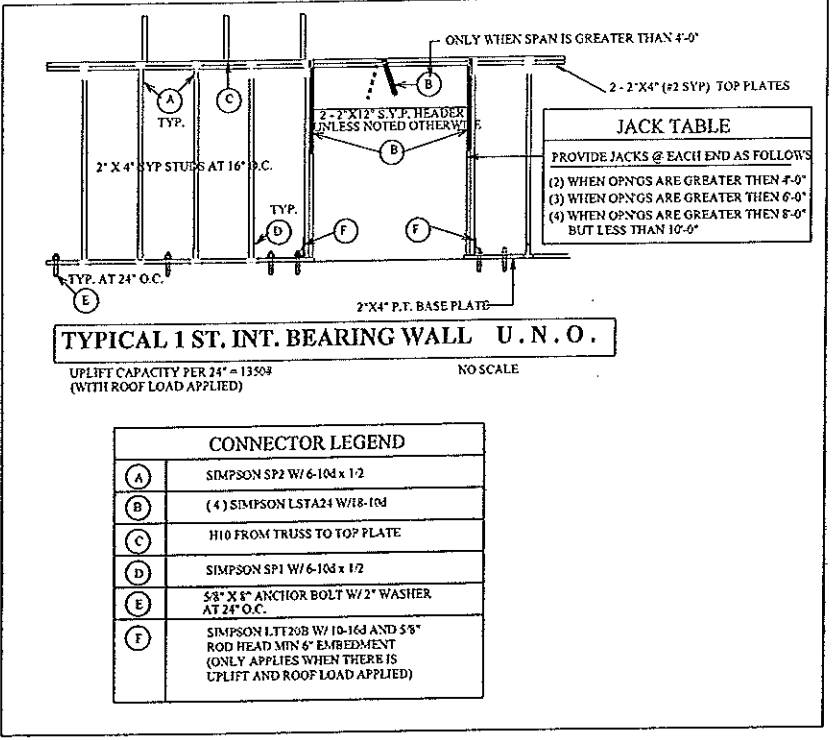 ONLY WHEN SPAN IS GREATER THAN 4'-0"
B
A
TYP.
C
2 - 2"X4" (#2 SYP) TOP PLATES
2 - 2"X12" S.Y.P. HEADER
UNLESS NOTED OTHERWISE
B
2" X 4" SYP STUDS AT 16" O.C.
JACK TABLE
PROVIDE JACKS @ EACH END AS FOLLOWS
(2) WHEN OPN'GS ARE GREATER THEN 4'-0"
(3) WHEN OPN'GS ARE GREATER THEN 6'-0"
(4) WHEN OPN'GS ARE GREATER THEN 8'-0"
BUT LESS THAN 10'-0"
TYP.
D
F
F
TYP. AT 24" O.C.
E
2"X4" P.T. BASE PLATE
TYPICAL 1 ST. INT. BEARING WALL U.N.O.
UPLIFT CAPACITY PER 24" = 1350#
(WITH ROOF LOAD APPLIED)
NO SCALE
CONNECTOR LEGEND
A SIMPSON SP2 W/ 6-10d x 1/2
B (4) SIMPSON LSTA24 W/18-10d
C H10 FROM TRUSS TO TOP PLATE
D SIMPSON SP1 W/ 6-10d x 1/2
E 5/8" X 8" ANCHOR BOLT W/ 2" WASHER
AT 24" O.C.
F SIMPSON LTT20B W/ 10-16d AND 5/8"
ROD HEAD MIN 6" EMBEDMENT
(ONLY APPLIES WHEN THERE IS
UPLIFT AND ROOF LOAD APPLIED)